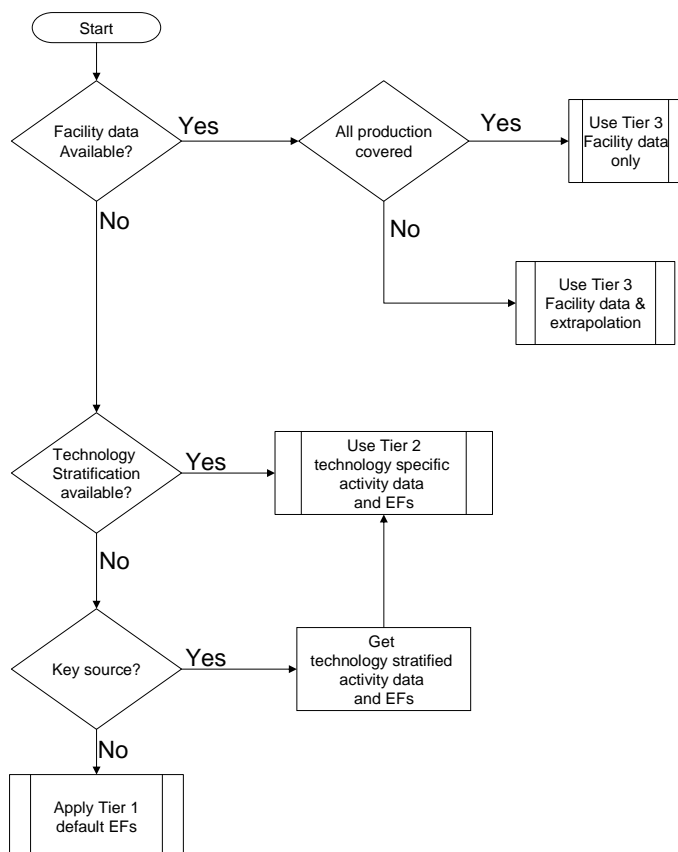 Start
Facility data
Available?
Yes
All production
covered
Yes
Use Tier 3
Facility data
only
No
No
Use Tier 3
Facility data &
extrapolation
Technology
Stratification
available?
Yes
Use Tier 2
technology specific
activity data
and EFs
No
Key source?
Yes
Get
technology stratified
activity data
and EFs
No
Apply Tier 1
default EFs